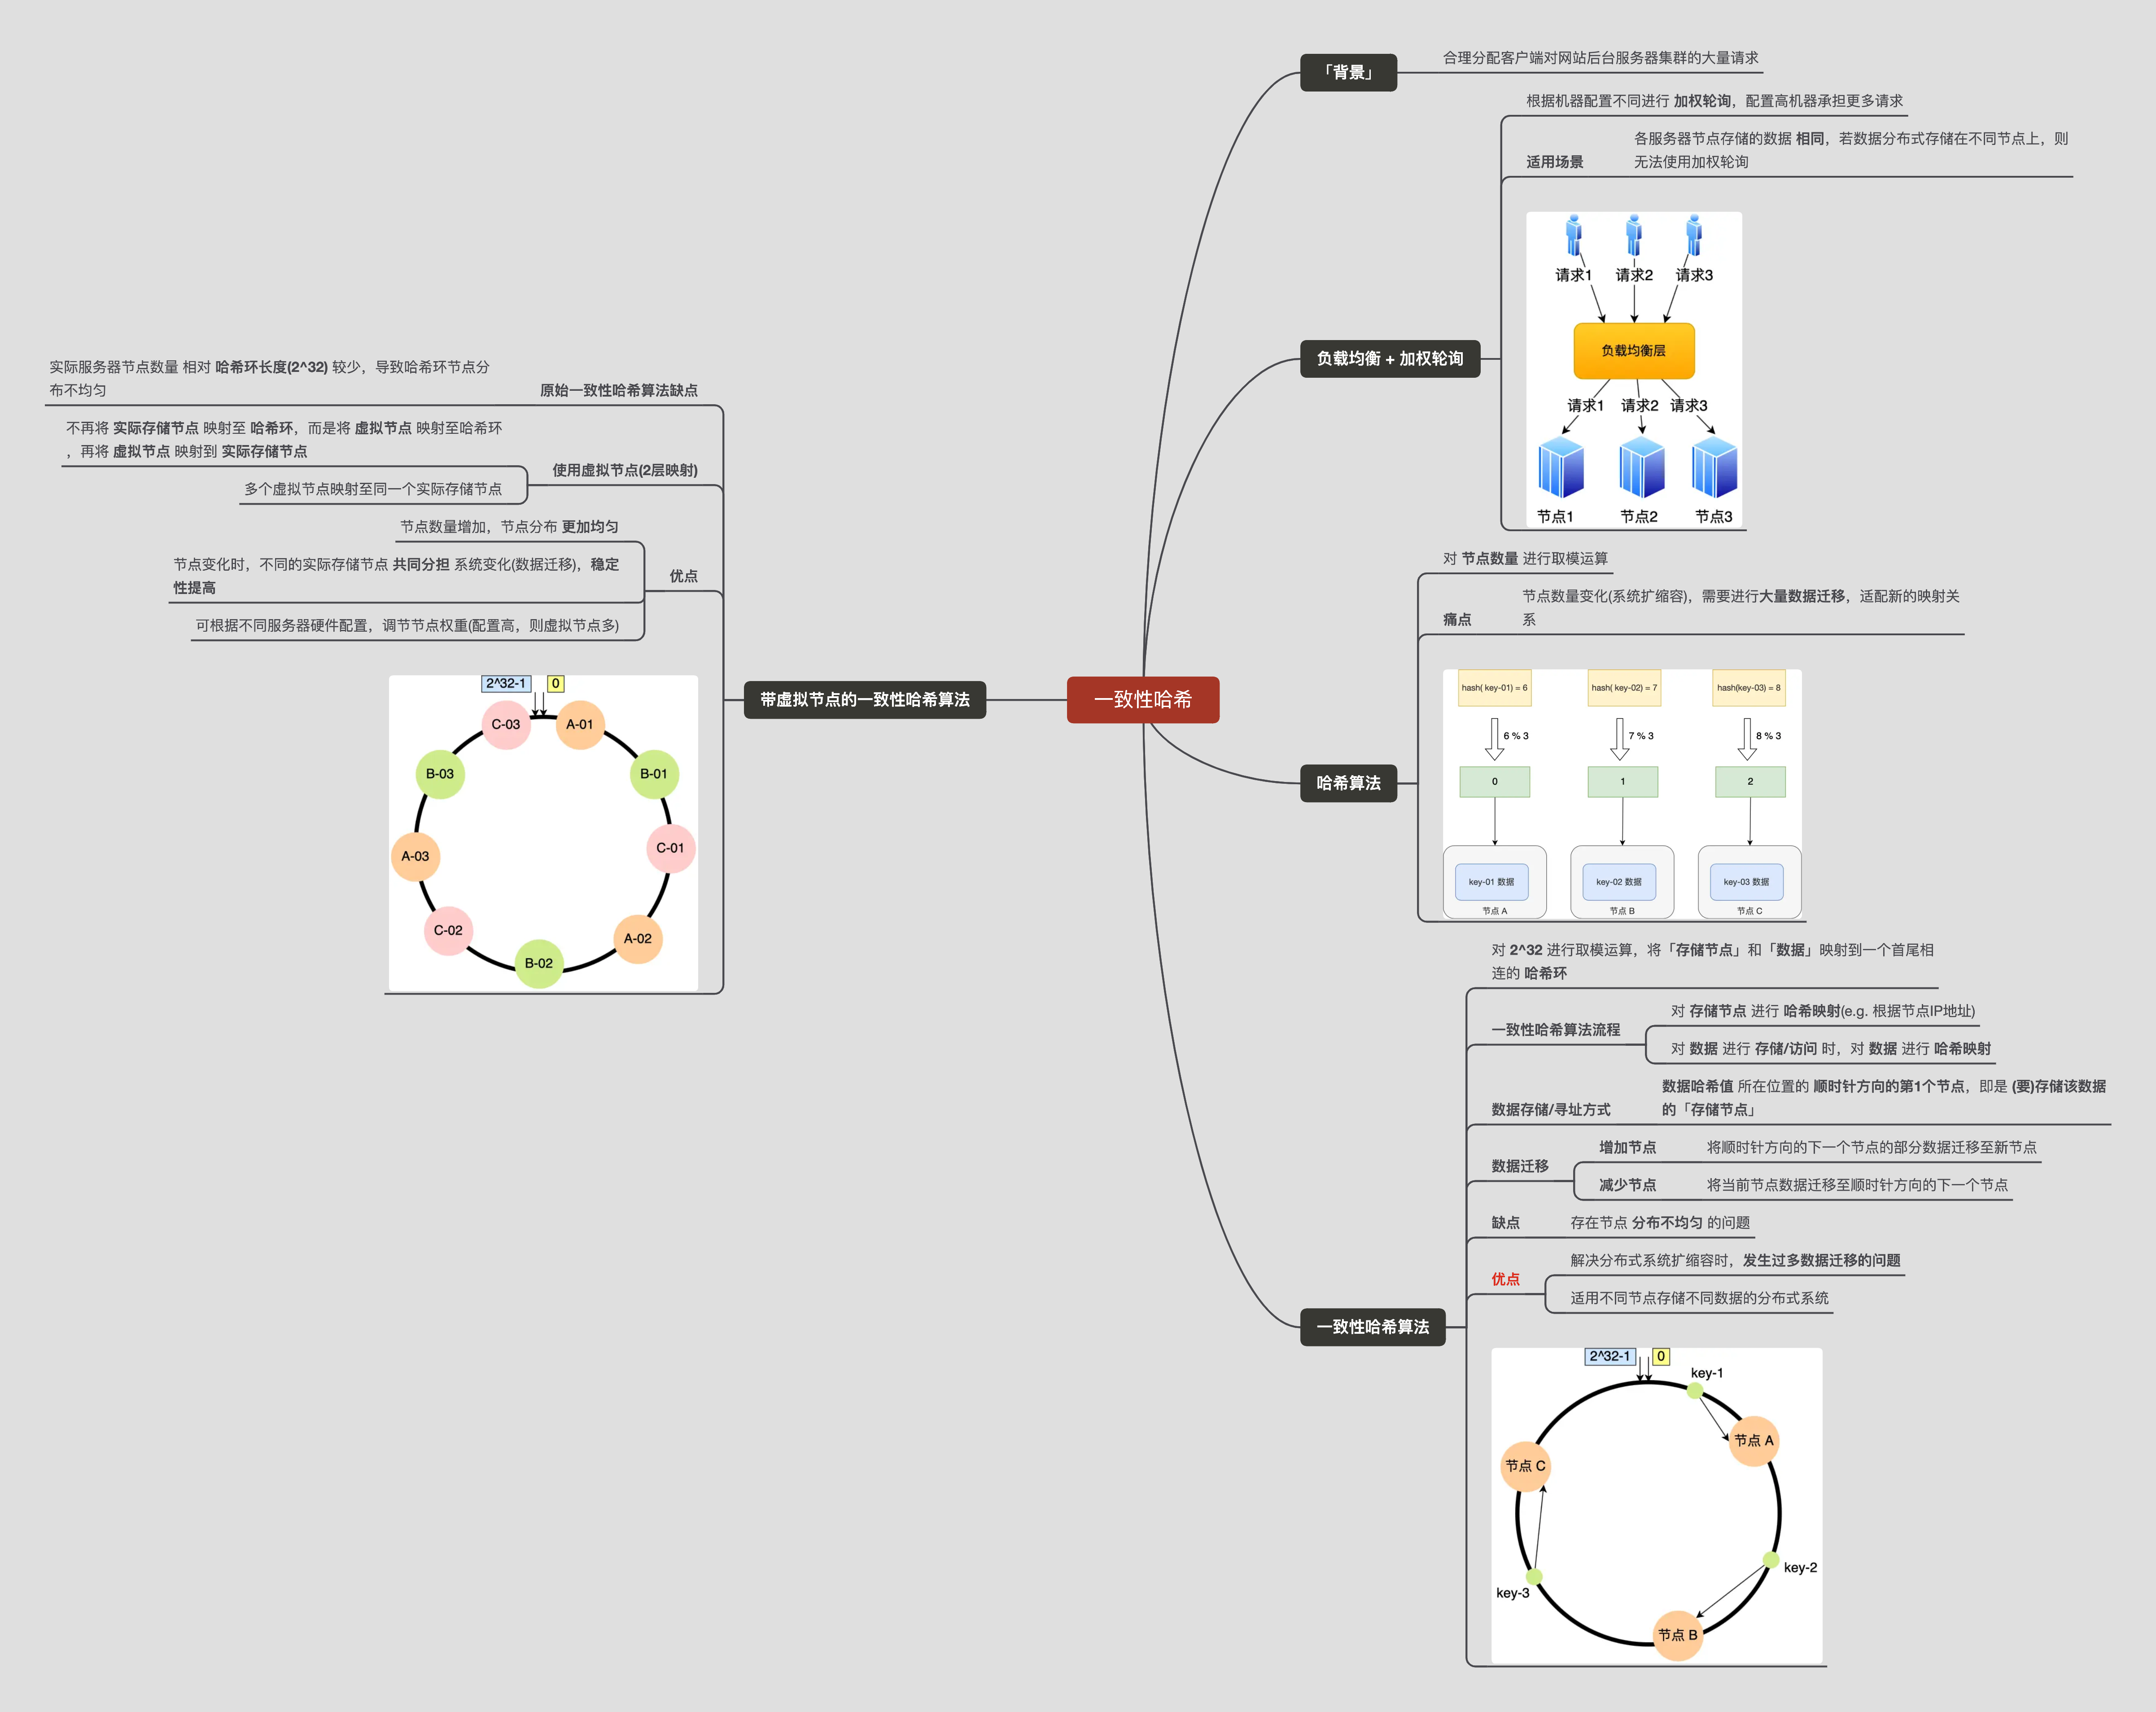 「背景」
合理分配客户端对网站后台服务器集群的大量请求
负载均衡 + 加权轮询
根据机器配置不同进行 加权轮询，配置高机器承担更多请求
适用场景
各服务器节点存储的数据 相同，若数据分布式存储在不同节点上，则
无法使用加权轮询
请求1 请求2 请求3
负载均衡层
请求1 请求2 请求3
节点1 节点2 节点3
哈希算法
对 节点数量 进行取模运算
痛点
节点数量变化(系统扩缩容)，需要进行大量数据迁移，适配新的映射关
系
hash( key-01) = 6 hash( key-02) = 7 hash(key-03) = 8
6 % 3 7 % 3 8 % 3
0 1 2
key-01 数据 key-02 数据 key-03 数据
节点 A 节点 B 节点 C
一致性哈希算法
对 2^32 进行取模运算，将「存储节点」和「数据」映射到一个首尾相
连的 哈希环
一致性哈希算法流程
对 存储节点 进行 哈希映射(e.g. 根据节点IP地址)
对 数据 进行 存储/访问 时，对 数据 进行 哈希映射
数据存储/寻址方式
数据哈希值 所在位置的 顺时针方向的第1个节点，即是 (要)存储该数据
的「存储节点」
数据迁移
增加节点 将顺时针方向的下一个节点的部分数据迁移至新节点
减少节点 将当前节点数据迁移至顺时针方向的下一个节点
缺点 存在节点 分布不均匀 的问题
优点
解决分布式系统扩缩容时，发生过多数据迁移的问题
适用不同节点存储不同数据的分布式系统
2^32-1 0
key-1
节点 A
节点 C
key-2
key-3
节点 B
一致性哈希
带虚拟节点的一致性哈希算法
原始一致性哈希算法缺点
实际服务器节点数量 相对 哈希环长度(2^32) 较少，导致哈希环节点分
布不均匀
使用虚拟节点(2层映射)
不再将 实际存储节点 映射至 哈希环，而是将 虚拟节点 映射至哈希环
，再将 虚拟节点 映射到 实际存储节点
多个虚拟节点映射至同一个实际存储节点
优点
节点数量增加，节点分布 更加均匀
节点变化时，不同的实际存储节点 共同分担 系统变化(数据迁移)，稳定
性提高
可根据不同服务器硬件配置，调节节点权重(配置高，则虚拟节点多)
2^32-1 0
C-03 A-01
B-03 B-01
A-03 C-01
C-02 A-02
B-02